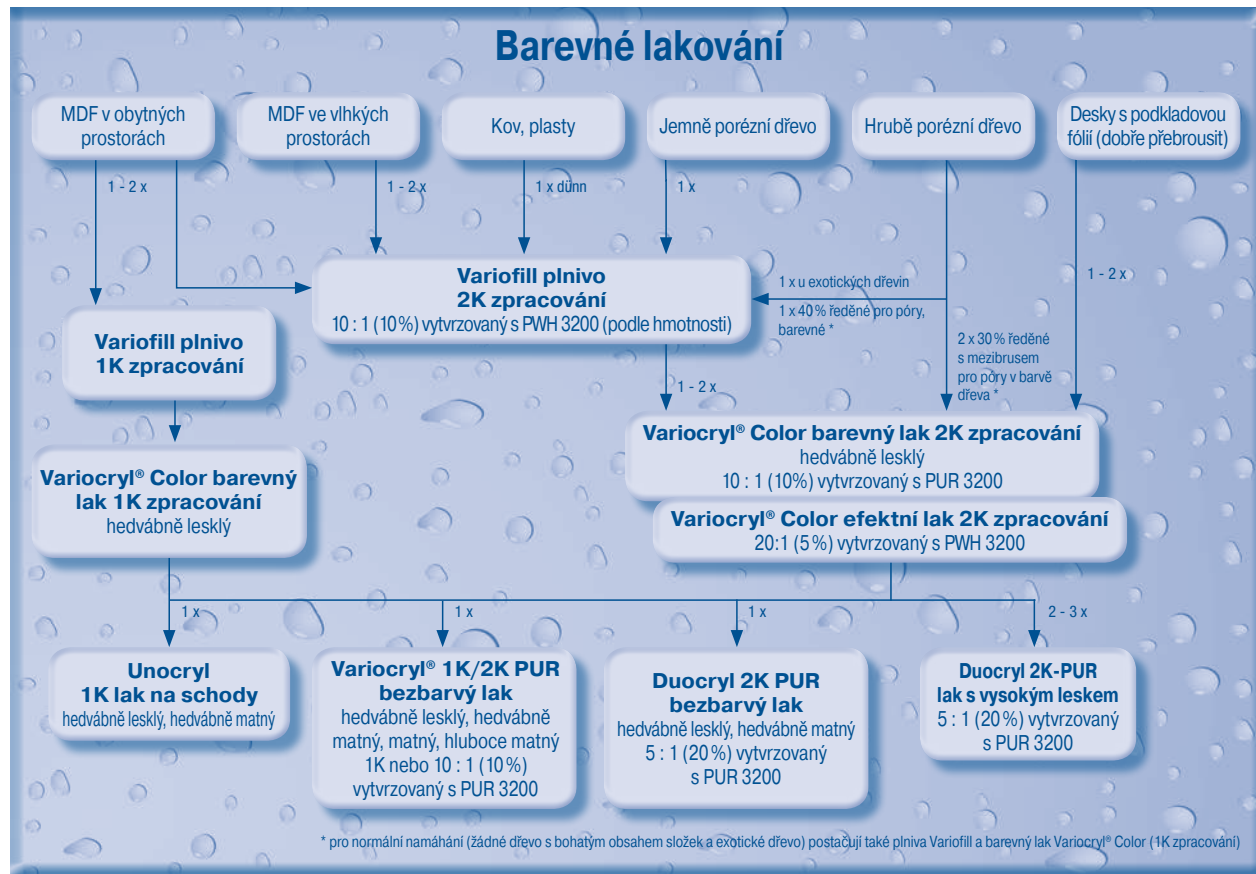 Barevné lakování
MDF v obytných
prostorách
MDF ve vlhkých
prostorách
Kov, plasty
Jemně porézní dřevo
Hrubě porézní dřevo
Desky s podkladovou
fólií (dobře přebrousit)
1 - 2 x
1 - 2 x
1 x dünn
1 x
1 - 2 x
Variofill plnivo
2K zpracování
10 : 1 (10 %) vytvrzovaný s PWH 3200 (podle hmotnosti)
1 x u exotických dřevin
1 x 40 % ředěné pro póry,
barevné *
2 x 30 % ředěné
s mezibrusem
pro póry v barvě
dřeva *
Variofill plnivo
1K zpracování
1 - 2 x
Variocryl® Color barevný lak 2K zpracování
hedvábně lesklý
10 : 1 (10%) vytvrzovaný s PUR 3200
Variocryl® Color barevný
lak 1K zpracování
hedvábně lesklý
Variocryl® Color efektní lak 2K zpracování
20:1 (5 %) vytvrzovaný s PWH 3200
1 x
1 x
1 x
2 - 3 x
Unocryl
1K lak na schody
hedvábně lesklý, hedvábně matný
Variocryl® 1K/2K PUR
bezbarvý lak
hedvábně lesklý, hedvábně
matný, matný, hluboce matný
1K nebo 10 : 1 (10 %)
vytvrzovaný s PUR 3200
Duocryl 2K PUR
bezbarvý lak
hedvábně lesklý, hedvábně matný
5 : 1 (20 %) vytvrzovaný
s PUR 3200
Duocryl 2K-PUR
lak s vysokým leskem
5 : 1 (20 %) vytvrzovaný
s PUR 3200
* pro normální namáhání (žádné dřevo s bohatým obsahem složek a exotické dřevo) postačují také plniva Variofill a barevný lak Variocryl® Color (1K zpracování)